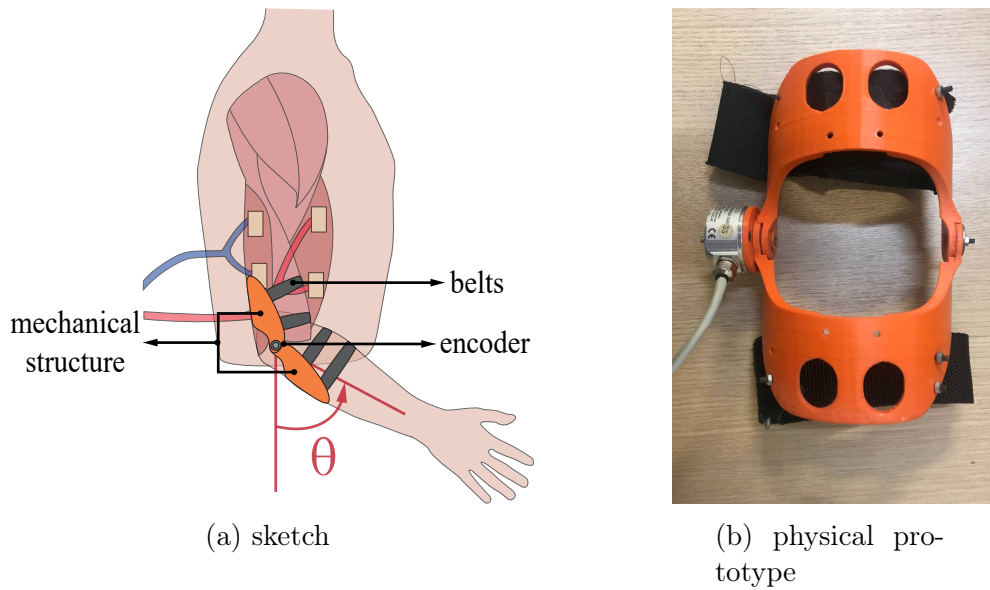 belts
mechanical
structure
encoder
θ
(a) sketch
(b) physical pro-
totype